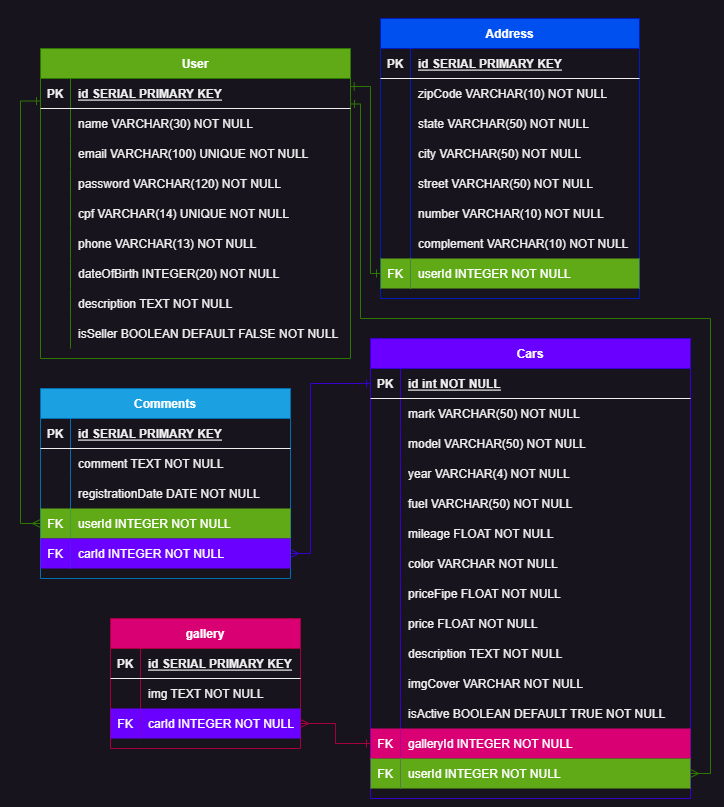 User
PK id SERIAL PRIMARY KEY
name VARCHAR(30) NOT NULL
email VARCHAR(100) UNIQUE NOT NULL
password VARCHAR(120) NOT NULL
cpf VARCHAR(14) UNIQUE NOT NULL
phone VARCHAR(13) NOT NULL
dateOfBirth INTEGER(20) NOT NULL
description TEXT NOT NULL
isSeller BOOLEAN DEFAULT FALSE NOT NULL
Address
PK id SERIAL PRIMARY KEY
zipCode VARCHAR(10) NOT NULL
state VARCHAR(50) NOT NULL
city VARCHAR(50) NOT NULL
street VARCHAR(50) NOT NULL
number VARCHAR(10) NOT NULL
complement VARCHAR(10) NOT NULL
FK userId INTEGER NOT NULL
Comments
PK id SERIAL PRIMARY KEY
comment TEXT NOT NULL
registrationDate DATE NOT NULL
FK userId INTEGER NOT NULL
FK carId INTEGER NOT NULL
Cars
PK id int NOT NULL
mark VARCHAR(50) NOT NULL
model VARCHAR(50) NOT NULL
year VARCHAR(4) NOT NULL
fuel VARCHAR(50) NOT NULL
mileage FLOAT NOT NULL
color VARCHAR NOT NULL
priceFipe FLOAT NOT NULL
price FLOAT NOT NULL
description TEXT NOT NULL
imgCover VARCHAR NOT NULL
isActive BOOLEAN DEFAULT TRUE NOT NULL
FK galleryId INTEGER NOT NULL
FK userId INTEGER NOT NULL
gallery
PK id SERIAL PRIMARY KEY
img TEXT NOT NULL
FK carId INTEGER NOT NULL